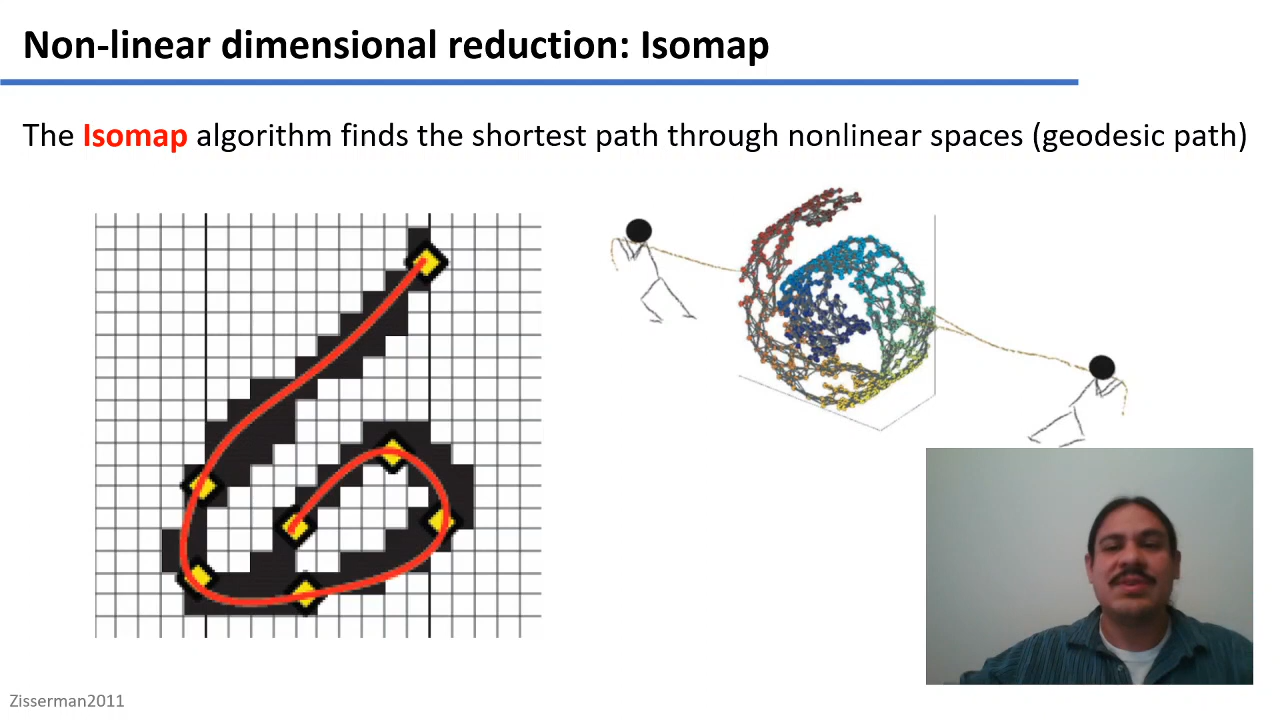 Non-linear dimensional reduction: Isomap
The Isomap algorithm finds the shortest path through nonlinear spaces (geodesic path)
Zisserman2011